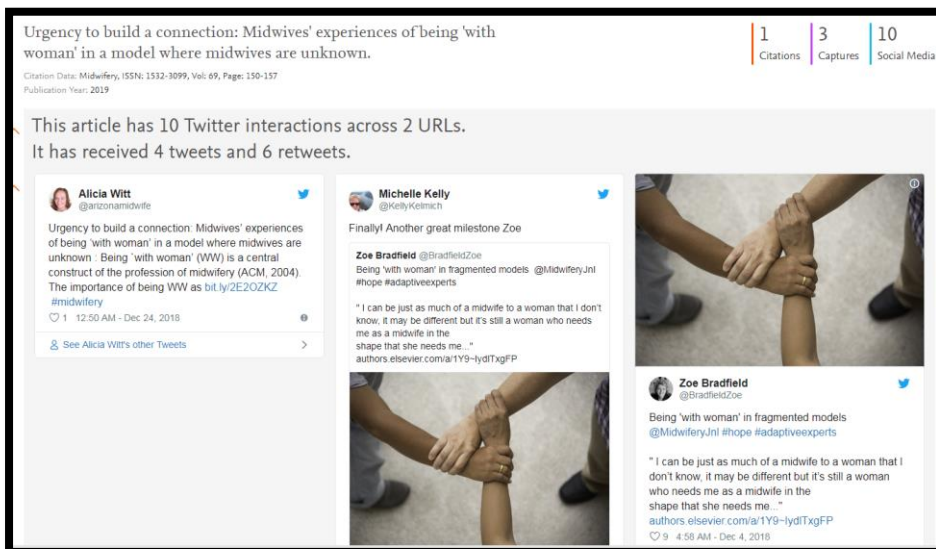 Urgency to build a connection: Midwives' experiences of being 'with
woman' in a model where midwives are unknown.
Citation Data: Midwifery, ISSN: 1532-3099, Vol: 69, Page: 150-157
Publication Year: 2019
1
Citations
3
Captures
10
Social Media
This article has 10 Twitter interactions across 2 URLs.
It has received 4 tweets and 6 retweets.
Alicia Witt
@arizonamidwife
Urgency to build a connection: Midwives' experiences
of being 'with woman' in a model where midwives are
unknown : Being `with woman' (WW) is a central
construct of the profession of midwifery (ACM, 2004).
The importance of being WW as bit.ly/2E2OZKZ
#midwifery
1 12:50 AM - Dec 24, 2018
See Alicia Witt's other Tweets
Michelle Kelly
@KellyKelmich
Finally! Another great milestone Zoe
Zoe Bradfield @BradfieldZoe
Being 'with woman' in fragmented models @MidwiferyJnl
#hope #adaptiveexperts
" I can be just as much of a midwife to a woman that I don't
know, it may be different but it's still a woman who needs
me as a midwife in the
shape that she needs me..."
authors.elsevier.com/a/1Y9~IydlTxgFP
Zoe Bradfield
@BradfieldZoe
Being 'with woman' in fragmented models
@MidwiferyJnl #hope #adaptiveexperts
" I can be just as much of a midwife to a woman that I
don't know, it may be different but it's still a woman
who needs me as a midwife in the
shape that she needs me..."
authors.elsevier.com/a/1Y9~IydlTxgFP
9 4:58 AM - Dec 4, 2018